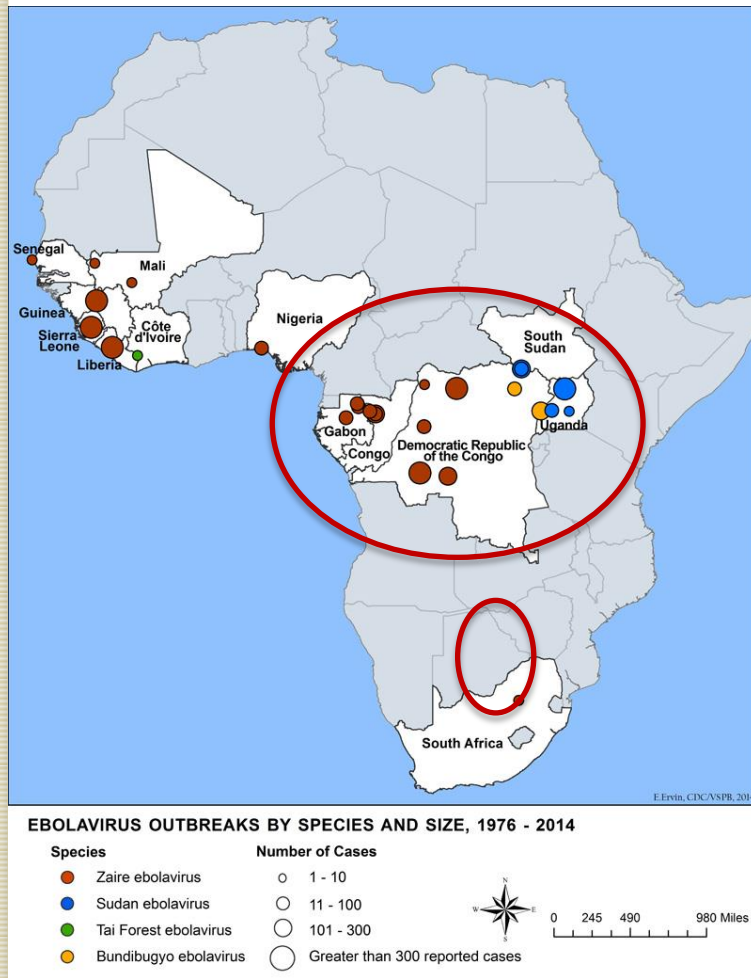 Senegal
Mali
Guinea
Sierra
Leone
Côte
d'Ivoire
Liberia
Nigeria
South
Sudan
Uganda
Gabon
Congo
Democratic Republic
of the Congo
South Africa
E.Ervin, CDC/VSPB,
EBOLAVIRUS OUTBREAKS BY SPECIES AND SIZE, 1976 - 2014
Species
Zaire ebolavirus
Sudan ebolavirus
Tai Forest ebolavirus
Bundibugyo ebolavirus
Number of Cases
1 - 10
11 - 100
101 - 300
Greater than 300 reported cases
N
W
E
S
0 245 490 980 Miles